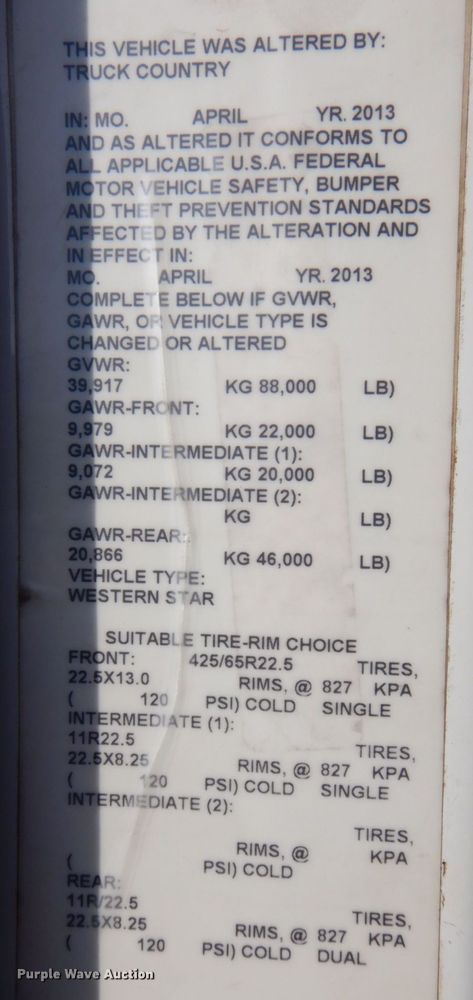 THIS VEHICLE WAS ALTERED BY:
TRUCK COUNTRY
IN: MO. APRIL YR. 2013
AND AS ALTERED IT CONFORMS TO
ALL APPLICABLE U.S.A. FEDERAL
MOTOR VEHICLE SAFETY, BUMPER
AND THEFT PREVENTION STANDARDS
AFFECTED BY THE ALTERATION AND
IN EFFECT IN:
MO. APRIL YR. 2013
COMPLETE BELOW IF GVWR,
GAWR, OR VEHICLE TYPE IS
CHANGED OR ALTERED
GVWR:
39,917 KG 88,000 LB)
GAWR-FRONT:
9,979 KG 22,000 LB)
GAWR-INTERMEDIATE (1):
9,072 KG 20,000 LB)
GAWR-INTERMEDIATE (2):
KG LB)
GAWR-REAR:
20,866 KG 46,000 LB)
VEHICLE TYPE:
WESTERN STAR
SUITABLE TIRE-RIM CHOICE
FRONT: 425/65R22.5 TIRES,
22.5X13.0 RIMS, @ 827 KPA
( 120 PSI) COLD SINGLE
INTERMEDIATE (1):
11R22.5 TIRES,
22.5X8.25 RIMS, @ 827 KPA
( 120 PSI) COLD SINGLE
INTERMEDIATE (2):
TIRES,
RIMS, @ KPA
( PSI) COLD
REAR:
11R/22.5 TIRES,
22.5X8.25 RIMS, @ 827 KPA
( 120 PSI) COLD DUAL
Purple Wave Auction